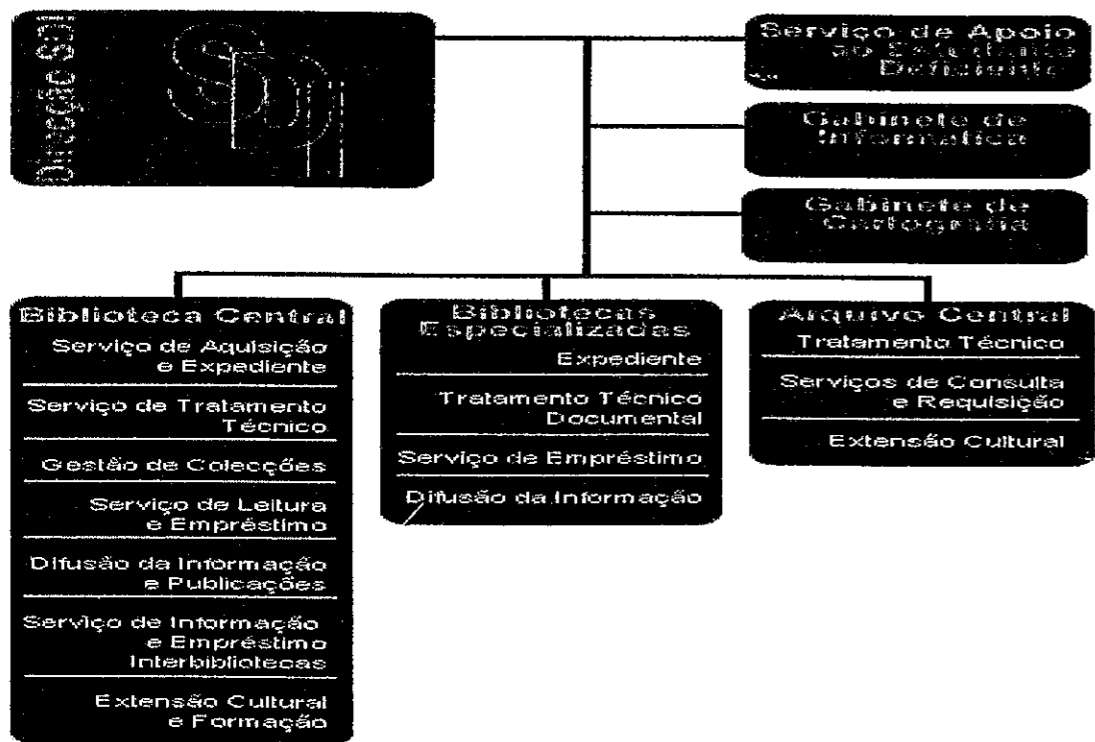 Direcção SDI
SDI
Serviço de Apoio
ao Estudante
Deficiente
Gabinete de
Informática
Gabinete de
Cartografia
Biblioteca Central
Serviço de Aquisição
e Expediente
Serviço de Tratamento
Técnico
Gestão de Colecções
Serviço de Leitura
e Empréstimo
Difusão da Informação
e Publicações
Serviço de Informação
e Empréstimo
Interbibliotecas
Extensão Cultural
e Formação
Bibliotecas
Especializadas
Expediente
Tratamento Técnico
Documental
Serviço de Empréstimo
Difusão da Informação
Arquivo Central
Tratamento Técnico
Serviços de Consulta
e Requisição
Extensão Cultural